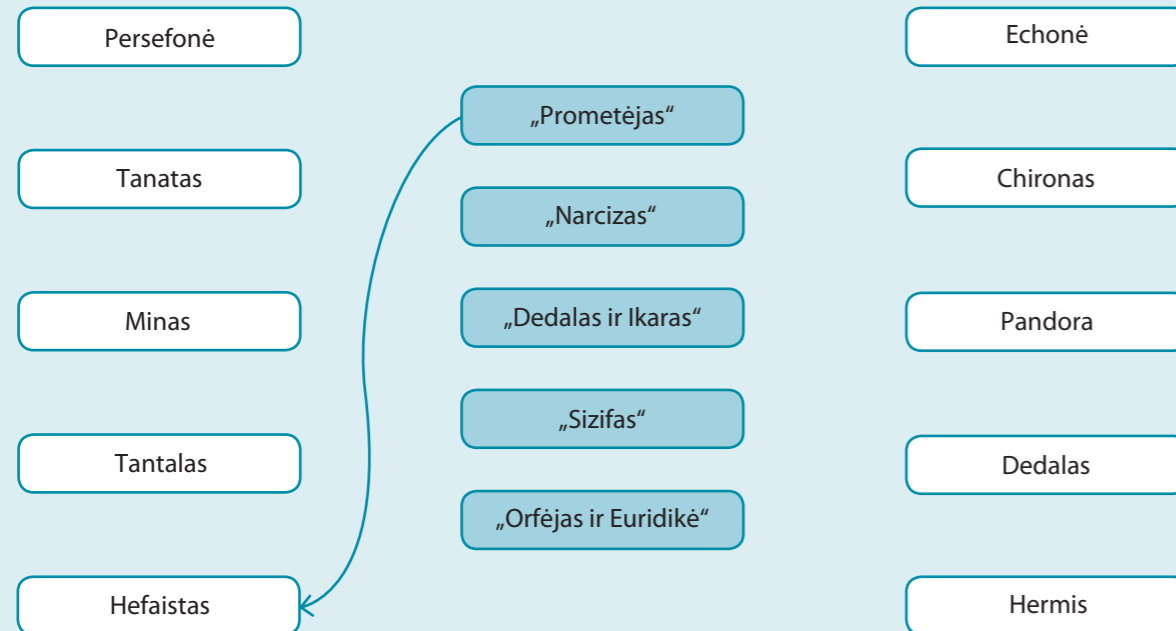 Persefonė
Tanatas
Minas
Tantalas
Hefaistas
„Prometėjas“
„Narcizas“
„Dedalas ir Ikaras“
„Sizifas“
„Orfėjas ir Euridikė“
Echonė
Chironas
Pandora
Dedalas
Hermis